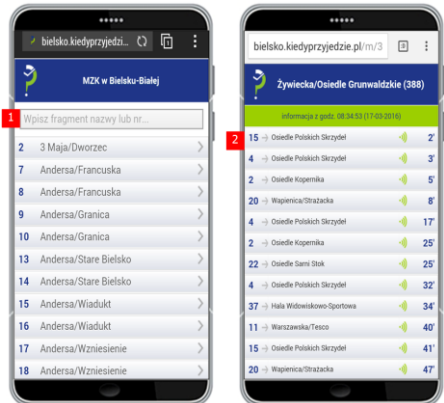 bielsko.kiedyprzyjedzi...
1
MZK w Bielsku-Białej
1
Wpisz fragment nazwy lub nr...
2 3 Maja/Dworzec
7 Andersa/Francuska
8 Andersa/Francuska
9 Andersa/Granica
10 Andersa/Granica
13 Andersa/Stare Bielsko
14 Andersa/Stare Bielsko
15 Andersa/Wiadukt
16 Andersa/Wiadukt
17 Andersa/Wzniesienie
18 Andersa/Wzniesienie
bielsko.kiedyprzyjedzie.pl/m/3
3
Żywiecka/Osiedle Grunwaldzkie (388)
informacja z godz. 08:34:53 (17-03-2016)
2
15 → Osiedle Polskich Skrzydeł 2'
4 → Osiedle Polskich Skrzydeł 3'
2 → Osiedle Kopernika 5'
20 → Wapienica/Strażacka 8'
4 → Osiedle Polskich Skrzydeł 17'
2 → Osiedle Kopernika 25'
22 → Osiedle Sarni Stok 25'
4 → Osiedle Polskich Skrzydeł 32'
37 → Hala Widowiskowo-Sportowa 34'
11 → Warszawska/Tesco 40'
15 → Osiedle Polskich Skrzydeł 41'
20 → Wapienica/Strażacka 47'